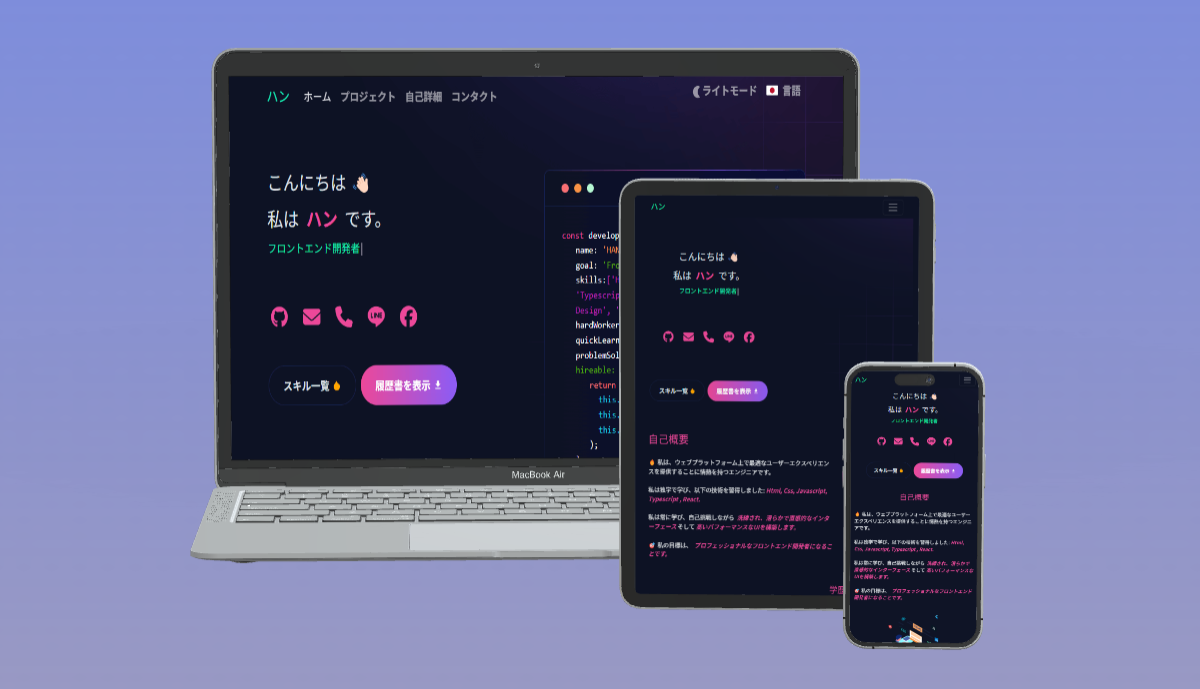 ハン ホーム プロジェクト 自己詳細 コンタクト
ライトモード 言語
こんにちは
私は ハン です。
フロントエンド開発者|
LINE
スキル一覧
履歴書を表示
const develop
name: 'HAN
goal: 'Fro
skills:['H
'Typescrip
Design', '
hardWorker
quickLearn
problemSol
hireable:
return
this.
this.
this.
);
MacBook Air
ハン
こんにちは
私は ハン です。
フロントエンド開発者|
スキル一覧
履歴書を表示
自己概要
私は、ウェブプラットフォーム上で最適なユーザーエクスペリエン
スを提供することに情熱を持つエンジニアです。
私は独学で学び、以下の技術を習得しました: Html, Css, Javascript,
Typescript , React.
私は常に学び、自己挑戦しながら 洗練され、滑らかで直感的なインタ
ーフェース そして 高いパフォーマンスなUIを構築します.
私の目標は、 プロフェッショナルなフロントエンド開発者になるこ
とです。
学歴
ハン
こんにちは
私は ハン です。
フロントエンド開発者
スキル一覧
履歴書を表示
自己概要
私は、ウェブプラットフォーム上で最適なユーザー
エクスペリエンスを提供することに情熱を持つエンジニ
アです。
私は独学で学び、以下の技術を習得しました: Html,
Css, Javascript, Typescript , React.
私は常に学び、自己挑戦しながら 洗練され、滑らかで
直感的なインターフェース そして 高いパフォーマンスな
UIを構築します.
私の目標は、 プロフェッショナルなフロントエンド
開発者になることです。